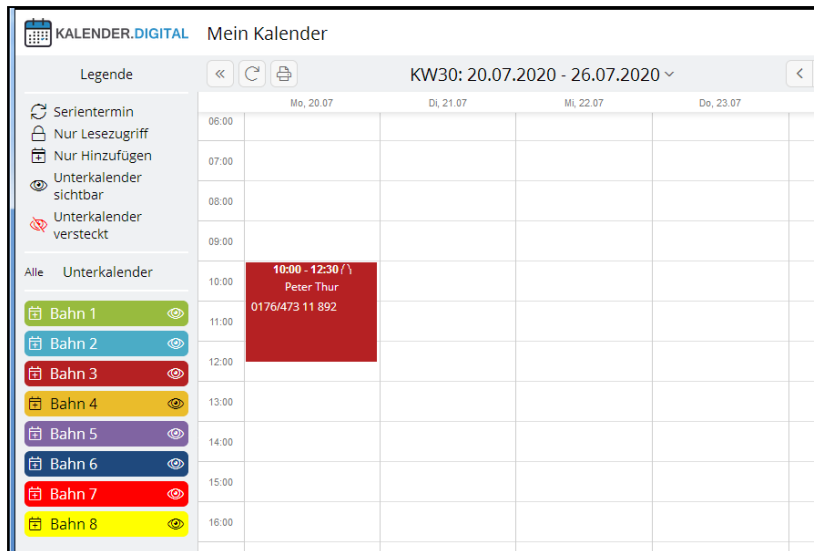 KALENDER.DIGITAL Mein Kalender
Legende
«
KW30: 20.07.2020 - 26.07.2020
Mo, 20.07 Di, 21.07 Mi, 22.07 Do, 23.07
Serientermin
Nur Lesezugriff
Nur Hinzufügen
Unterkalender
sichtbar
Unterkalender
versteckt
Alle Unterkalender
Bahn 1
Bahn 2
Bahn 3
Bahn 4
Bahn 5
Bahn 6
Bahn 7
Bahn 8
06:00
07:00
08:00
09:00
10:00
11:00
12:00
13:00
14:00
15:00
16:00
10:00 - 12:30
Peter Thur
0176/473 11 892